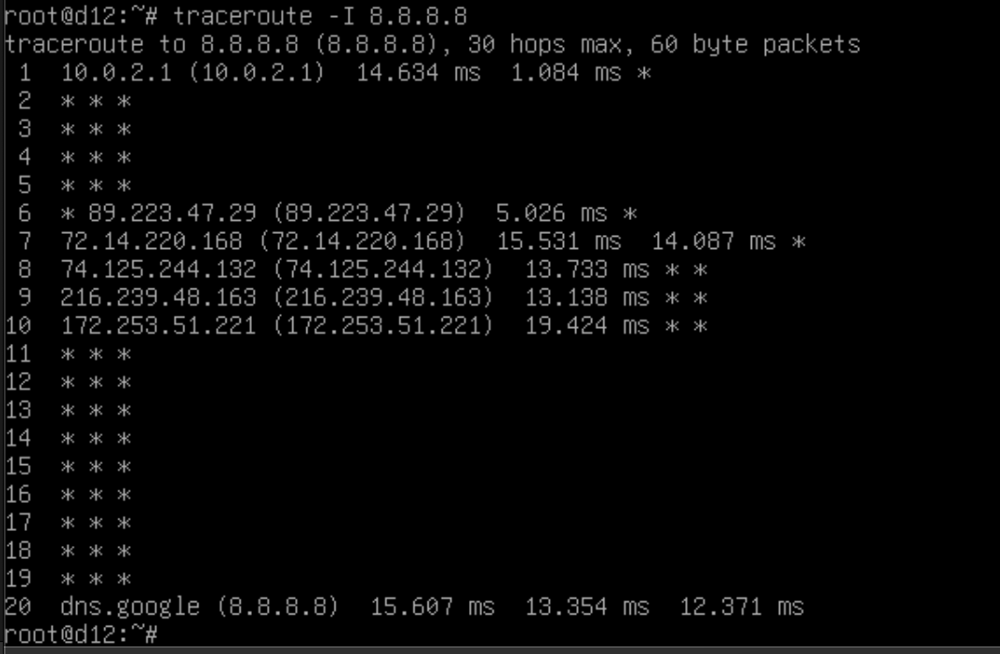 root@d12:~# traceroute -I 8.8.8.8
traceroute to 8.8.8.8 (8.8.8.8), 30 hops max, 60 byte packets
 1  10.0.2.1 (10.0.2.1)  14.634 ms  1.084 ms *
 2  * * *
 3  * * *
 4  * * *
 5  * * *
 6  * 89.223.47.29 (89.223.47.29)  5.026 ms *
 7  72.14.220.168 (72.14.220.168)  15.531 ms  14.087 ms *
 8  74.125.244.132 (74.125.244.132)  13.733 ms * *
 9  216.239.48.163 (216.239.48.163)  13.138 ms * *
10  172.253.51.221 (172.253.51.221)  19.424 ms * *
11  * * *
12  * * *
13  * * *
14  * * *
15  * * *
16  * * *
17  * * *
18  * * *
19  * * *
20  dns.google (8.8.8.8)  15.607 ms  13.354 ms  12.371 ms
root@d12:~#